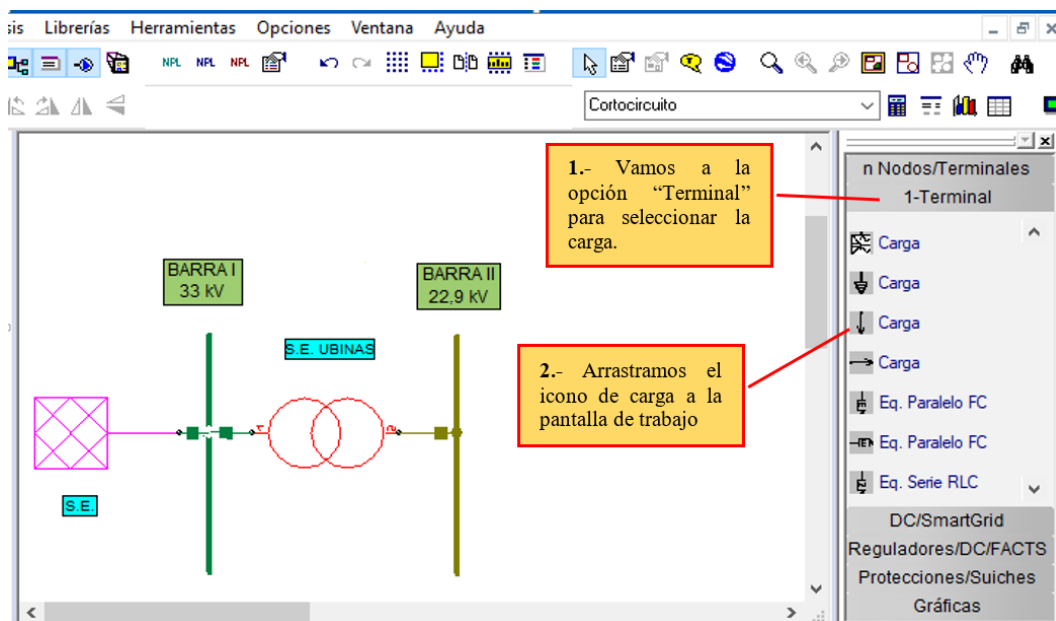 sis Librerías Herramientas Opciones Ventana Ayuda
NPL NPL NPL
Cortocircuito
n Nodos/Terminales
1-Terminal
1.- Vamos a la
opción “Terminal”
para seleccionar la
carga.
Carga
Carga
Carga
Carga
Eq. Paralelo FC
Eq. Paralelo FC
Eq. Serie RLC
DC/SmartGrid
Reguladores/DC/FACTS
Protecciones/Suiches
Gráficas
BARRA I
33 kV
BARRA II
22,9 kV
S.E. UBINAS
2.- Arrastramos el
icono de carga a la
pantalla de trabajo
S.E.